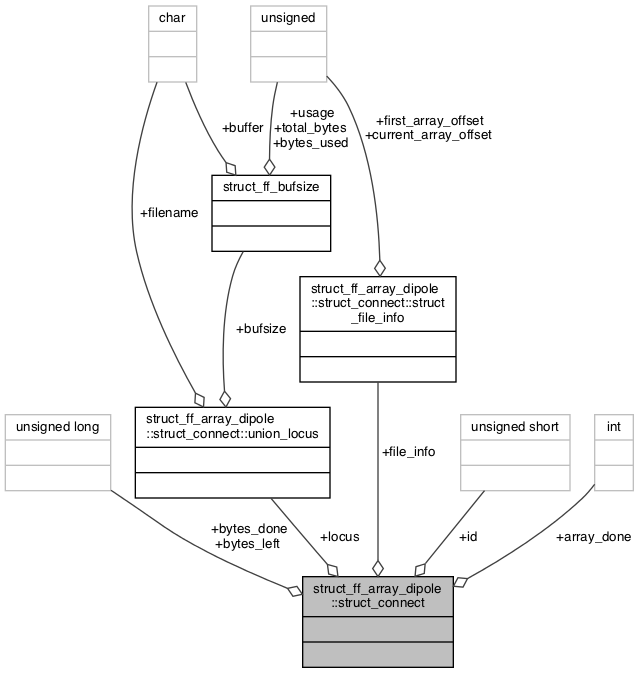 char
unsigned
+usage
+total_bytes
+bytes_used
+buffer
+first_array_offset
+current_array_offset
struct_ff_bufsize
+filename
struct_ff_array_dipole
::struct_connect::struct
_file_info
+bufsize
struct_ff_array_dipole
::struct_connect::union_locus
unsigned long
unsigned short
int
+file_info
+bytes_done
+bytes_left
+locus
+id
+array_done
struct_ff_array_dipole
::struct_connect